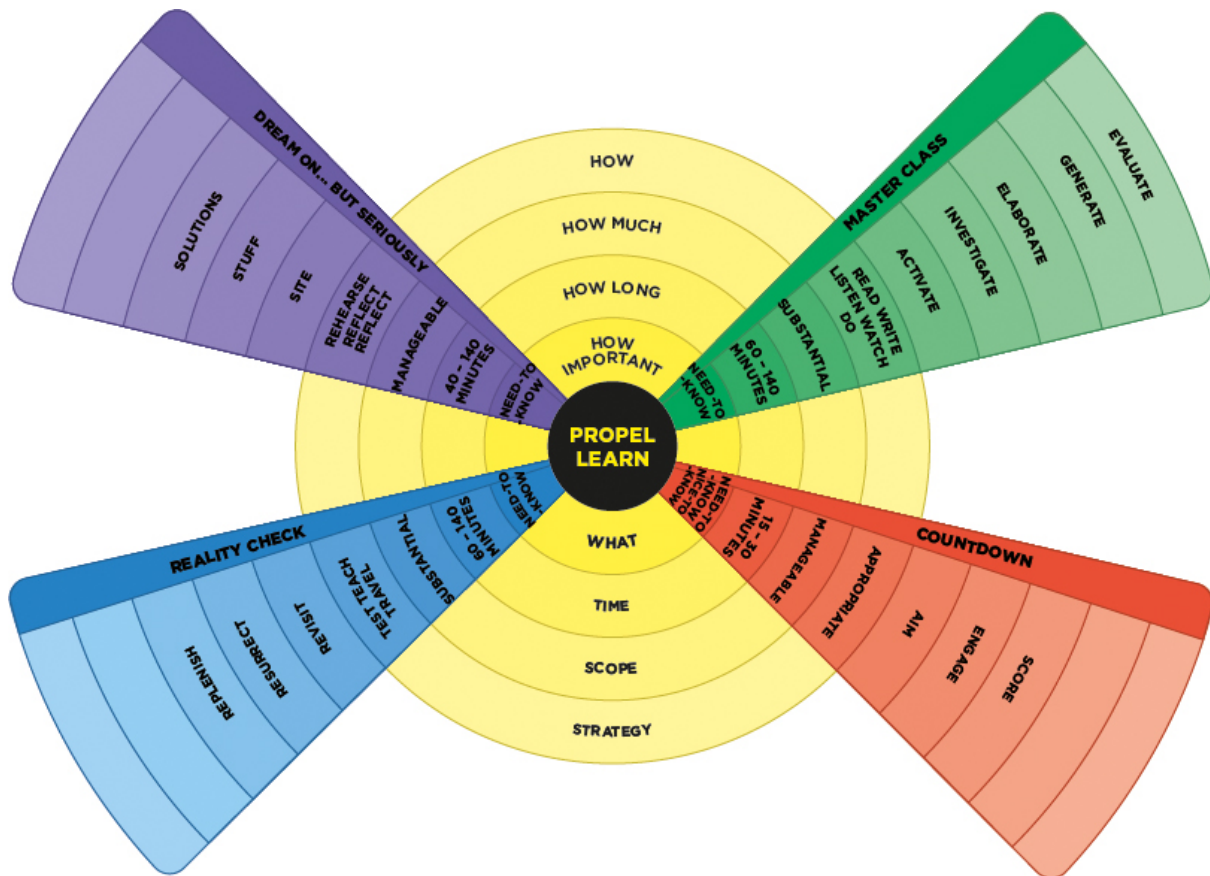 DREAM ON... BUT SERIOUSLY
SOLUTIONS
STUFF
SITE
REHEARSE
REFLECT
REFLECT
MANAGEABLE
40 – 140
MINUTES
NEED-TO
-KNOW
HOW
HOW MUCH
HOW LONG
HOW
IMPORTANT
MASTER CLASS
NEED-TO
-KNOW
60 – 140
MINUTES
SUBSTANTIAL
READ WRITE
LISTEN WATCH
DO
ACTIVATE
INVESTIGATE
ELABORATE
GENERATE
EVALUATE
PROPEL
LEARN
REALITY CHECK
REPLENISH
RESURRECT
REVISIT
TEST TEACH
TRAVEL
SUBSTANTIAL
60 – 140
MINUTES
NEED-TO
-KNOW
WHAT
TIME
SCOPE
STRATEGY
COUNTDOWN
NEED-TO
-KNOW
NICE-TO
-KNOW
15 – 30
MINUTES
MANAGEABLE
APPROPRIATE
AIM
ENGAGE
SCORE